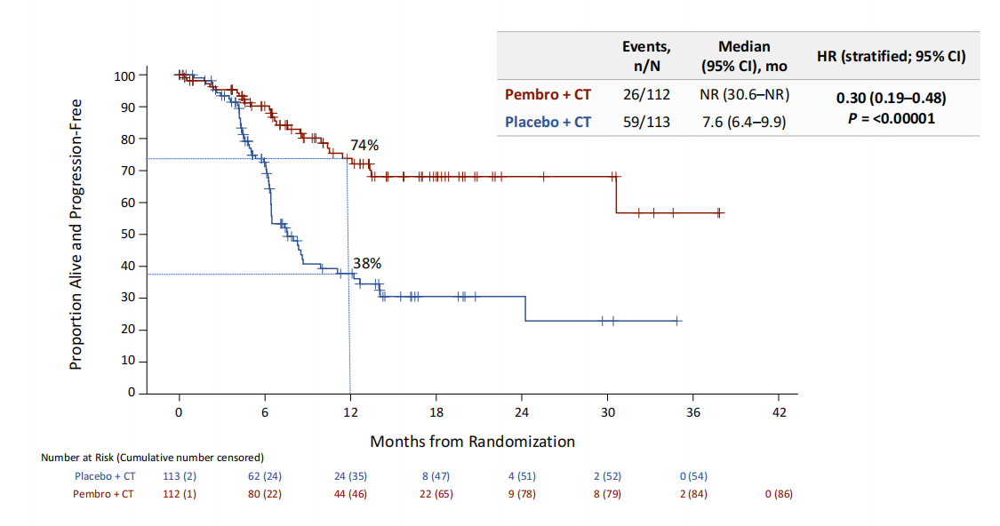 Events, n/N
Median (95% CI), mo
HR (stratified; 95% CI)
Pembro + CT 26/112 NR (30.6–NR) 0.30 (0.19–0.48)
Placebo + CT 59/113 7.6 (6.4–9.9) P = <0.00001
Proportion Alive and Progression-Free
100
90
80
70
60
50
40
30
20
10
0
74%
38%
0 6 12 18 24 30 36 42
Months from Randomization
Number at Risk (Cumulative number censored)
Placebo + CT 113 (2) 62 (24) 24 (35) 8 (47) 4 (51) 2 (52) 0 (54)
Pembro + CT 112 (1) 80 (22) 44 (46) 22 (65) 9 (78) 8 (79) 2 (84) 0 (86)